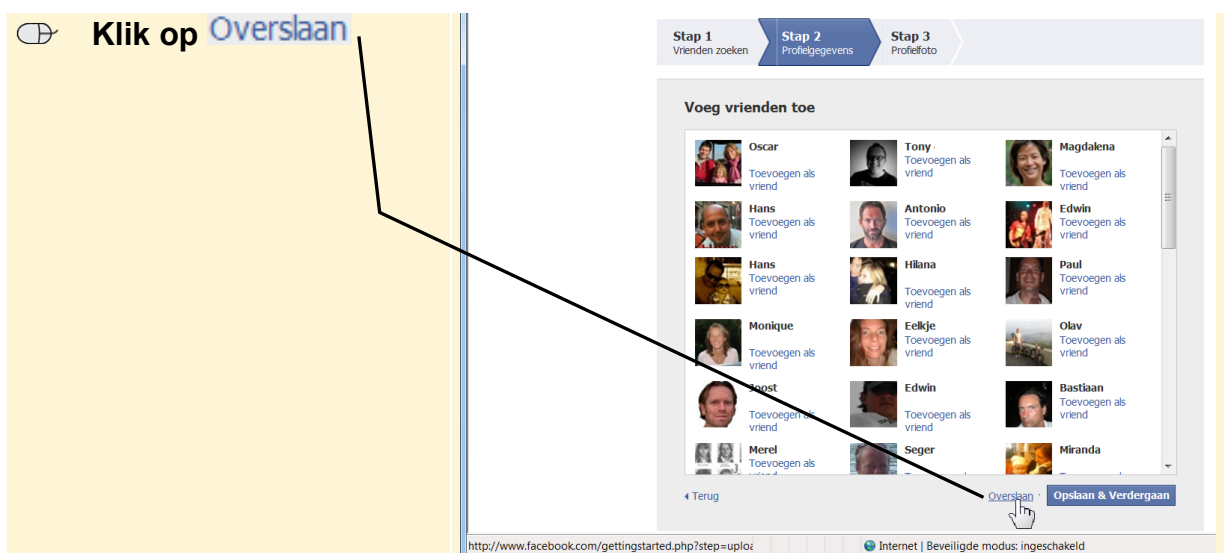 Klik op Overslaan
Stap 1
Vrienden zoeken
Stap 2
Profielgegevens
Stap 3
Profielfoto
Voeg vrienden toe
Oscar
Toevoegen als
vriend
Tony
Toevoegen als
vriend
Magdalena
Toevoegen als
vriend
Hans
Toevoegen als
vriend
Antonio
Toevoegen als
vriend
Edwin
Toevoegen als
vriend
Hans
Toevoegen als
vriend
Hilana
Toevoegen als
vriend
Paul
Toevoegen als
vriend
Monique
Toevoegen als
vriend
Eelkje
Toevoegen als
vriend
Olav
Toevoegen als
vriend
Joost
Toevoegen als
vriend
Edwin
Toevoegen als
vriend
Bastiaan
Toevoegen als
vriend
Merel
Toevoegen als
Seger
Miranda
Terug
Overslaan · Opslaan & Verdergaan
http://www.facebook.com/gettingstarted.php?step=uploa
Internet | Beveiligde modus: ingeschakeld